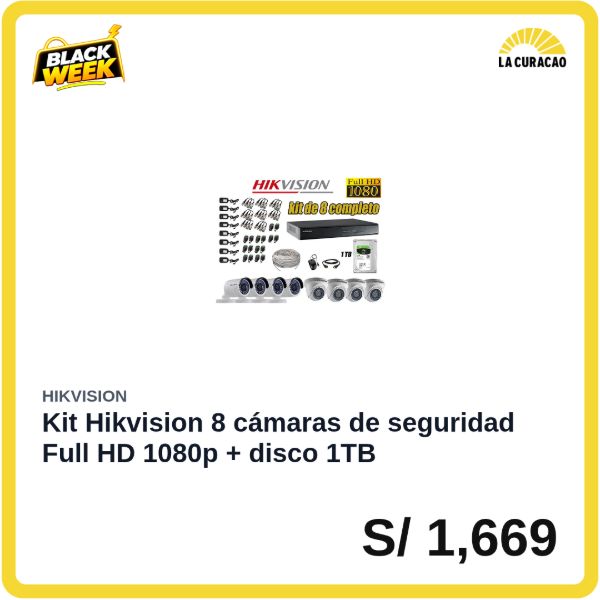 BLACK
WEEK
LA CURACAO
HIKVISION
Full HD
1080
kit de 8 completo
1 TB
HIKVISION
Kit Hikvision 8 cámaras de seguridad
Full HD 1080p + disco 1TB
S/ 1,669